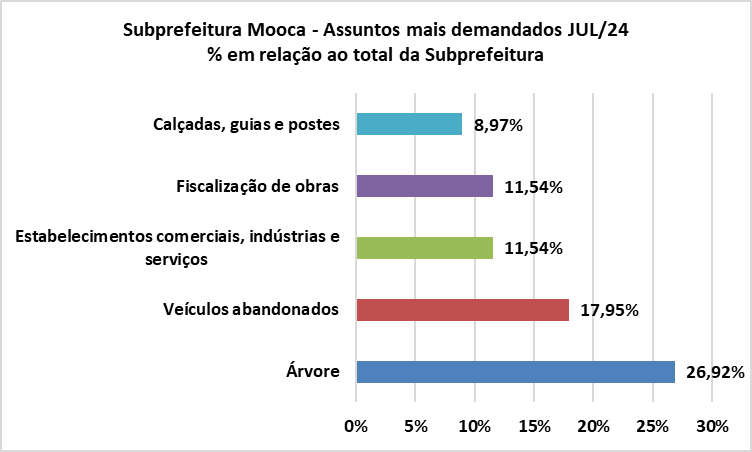 Subprefeitura Mooca - Assuntos mais demandados JUL/24
% em relação ao total da Subprefeitura
Calçadas, guias e postes
8,97%
Fiscalização de obras
11,54%
Estabelecimentos comerciais, indústrias e
serviços
11,54%
Veículos abandonados
17,95%
Árvore
26,92%
0% 5% 10% 15% 20% 25% 30%